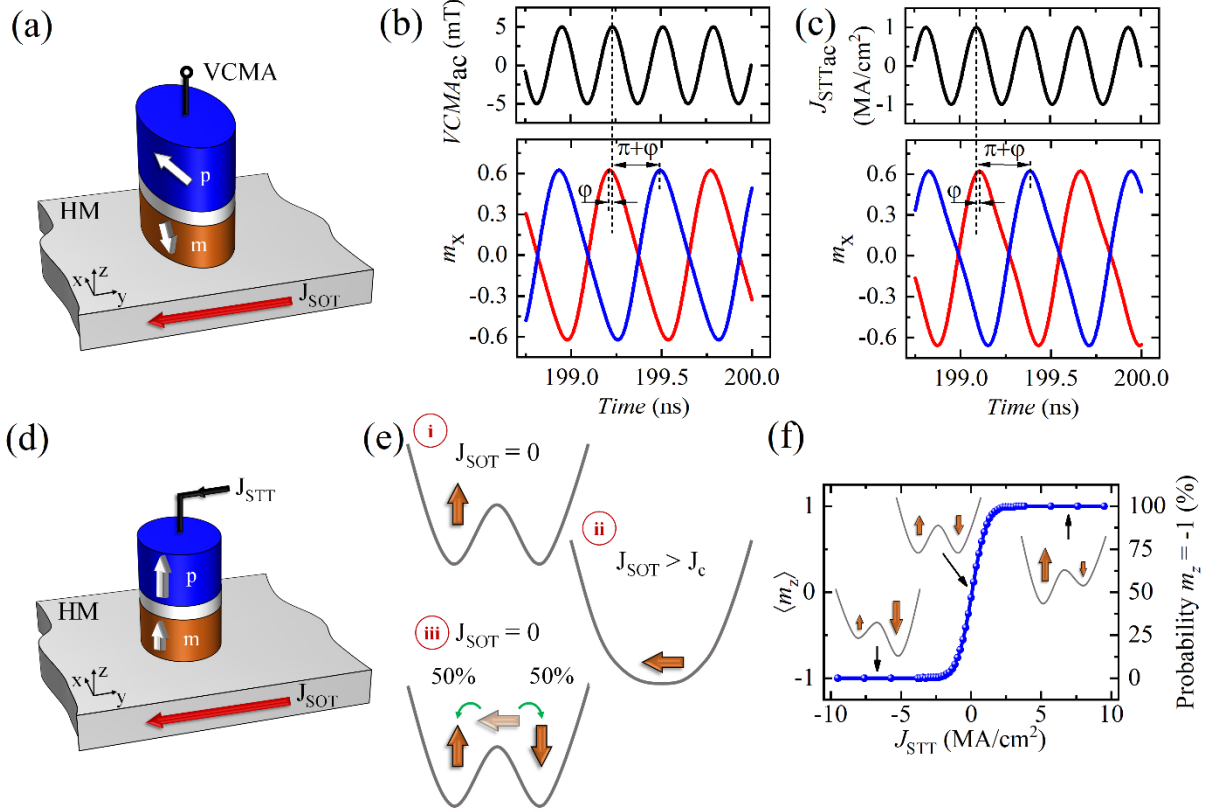 (a)
VCMA
p
HM
m
x
z
y
J_SOT
(b)
VCMA_ac (mT)
5
0
-5
π+φ
φ
0.6
0.3
0.0
-0.3
-0.6
m_x
199.0
199.5
200.0
Time (ns)
(c)
J_STTac
(MA/cm²)
1
0
-1
π+φ
φ
0.6
0.3
0.0
-0.3
-0.6
m_x
199.0
199.5
200.0
Time (ns)
(d)
J_STT
p
HM
m
x
z
y
J_SOT
(e)
i
J_SOT = 0
ii
J_SOT > J_c
iii
J_SOT = 0
50%
50%
(f)
1
0
-1
⟨m_z⟩
100
75
50
25
0
Probability m_z = -1 (%)
-10
-5
0
5
10
J_STT (MA/cm²)